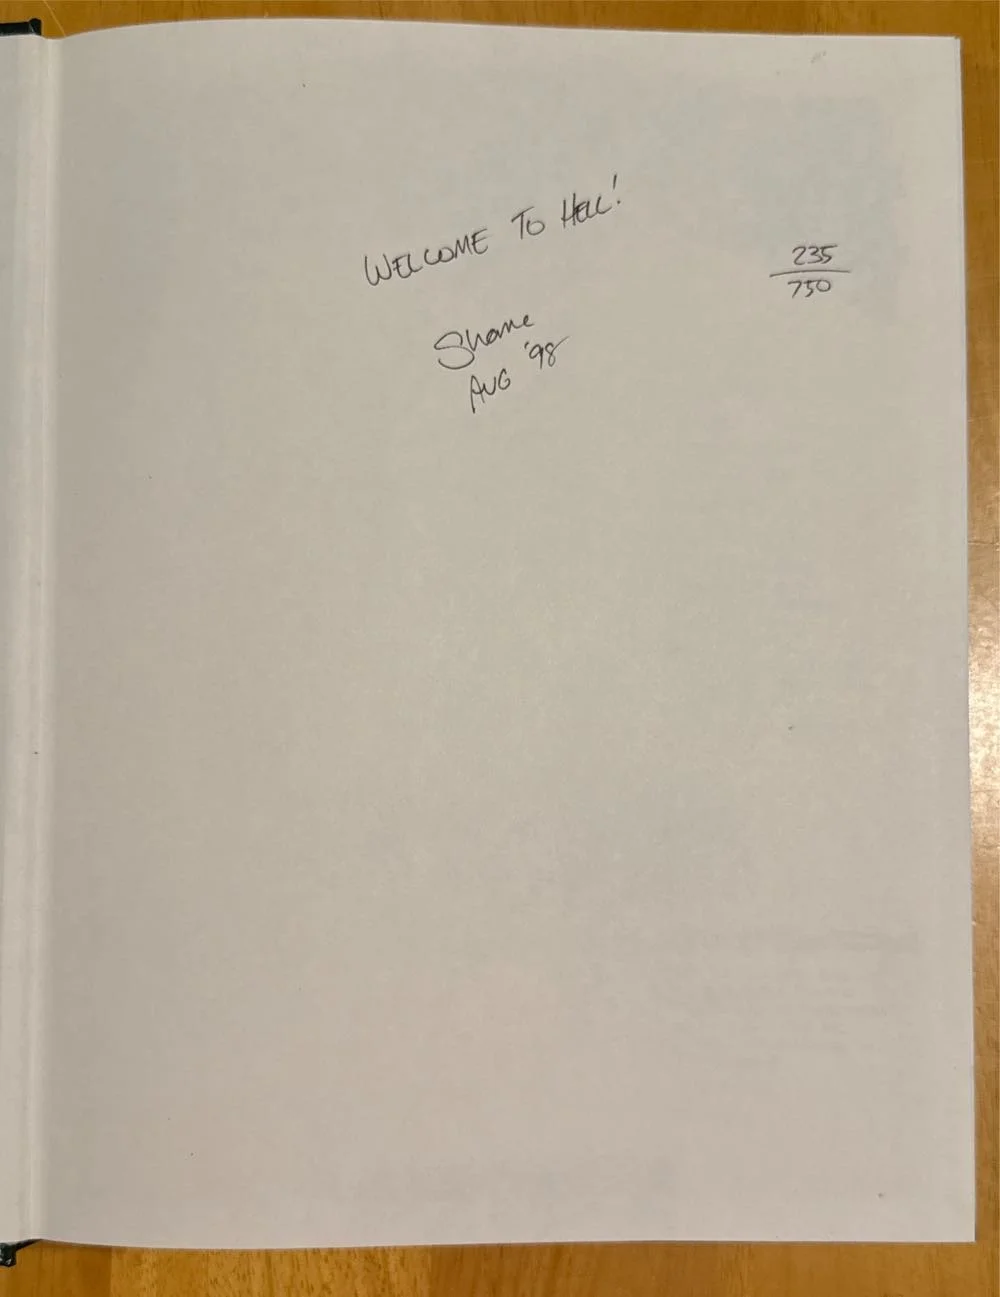 WELCOME TO HELL!
235
750
Shane
AUG '98